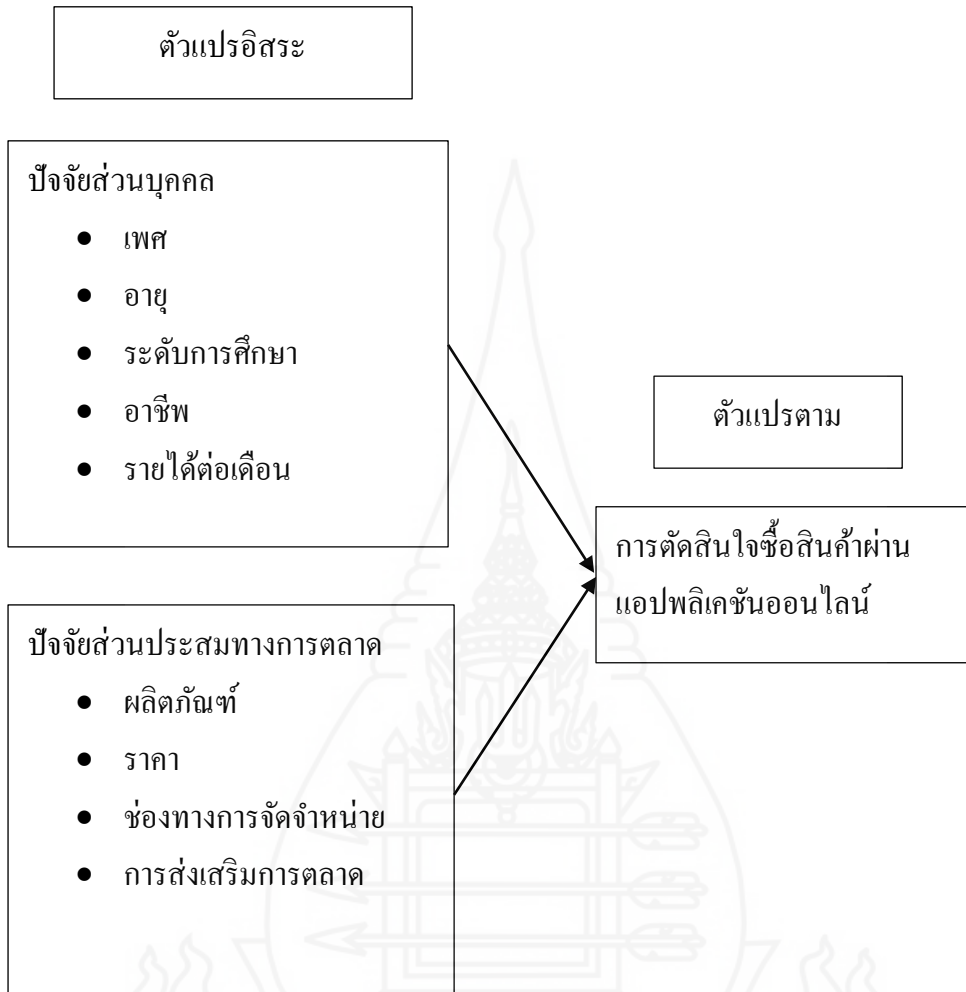 ตัวแปรอิสระ
ปัจจัยส่วนบุคคล
● เพศ
● อายุ
● ระดับการศึกษา
● อาชีพ
● รายได้ต่อเดือน
ปัจจัยส่วนประสมทางการตลาด
● ผลิตภัณฑ์
● ราคา
● ช่องทางการจัดจำหน่าย
● การส่งเสริมการตลาด
ตัวแปรตาม
การตัดสินใจซื้อสินค้าผ่าน
แอปพลิเคชันออนไลน์